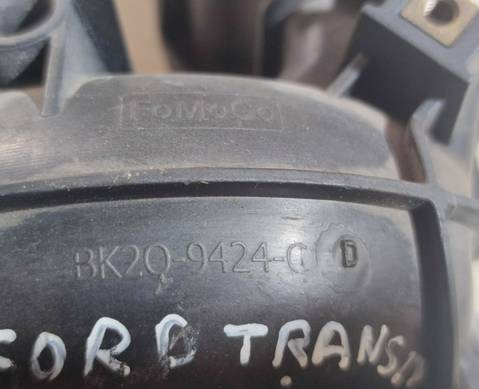 FoMoCo
BK2Q-9424-C D
FORD TRANS